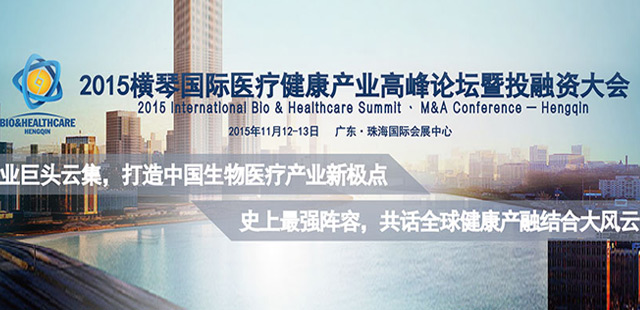 BIO&HEALTHCARE
HENGQIN
2015横琴国际医疗健康产业高峰论坛暨投融资大会
2015 International Bio & Healthcare Summit · M&A Conference — Hengqin
2015年11月12-13日 广东·珠海国际会展中心
业巨头云集，打造中国生物医疗产业新极点
史上最强阵容，共话全球健康产融结合大风云